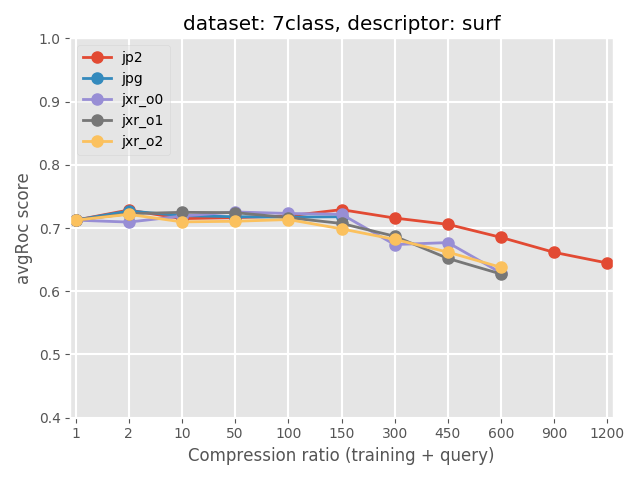 dataset: 7class, descriptor: surf
jp2
jpg
jxr_o0
jxr_o1
jxr_o2
avgRoc score
1.0
0.9
0.8
0.7
0.6
0.5
0.4
1 2 10 50 100 150 300 450 600 900 1200
Compression ratio (training + query)